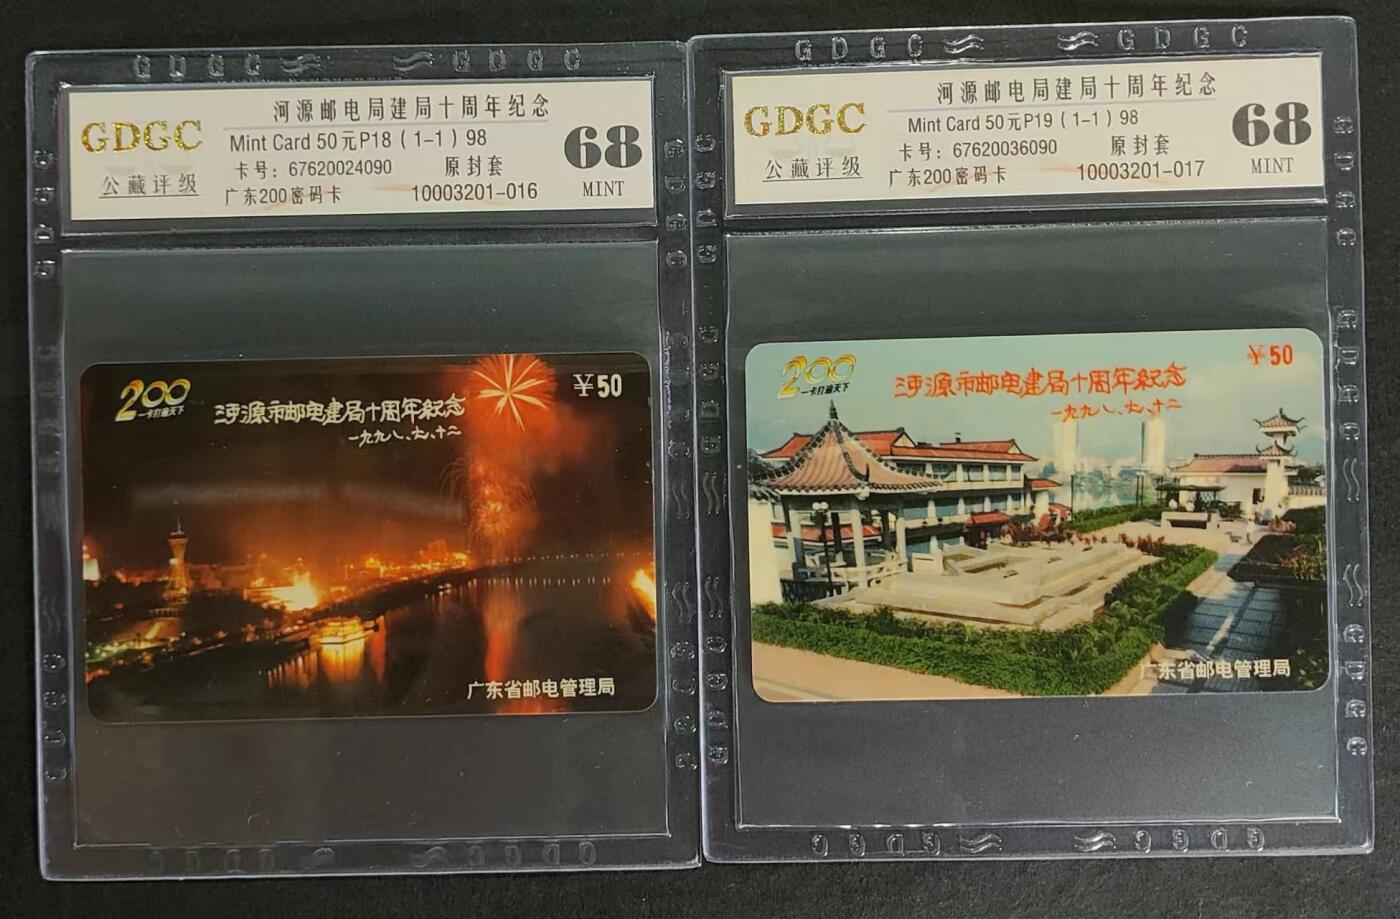 GDGC
GDGC
河源邮电局建局十周年纪念
GDGC
Mint Card 50元P18(1-1)98
68
卡号：67620024090
原封套
公藏评级
广东200密码卡
10003201-016
MINT
200
一卡打遍天下
¥50
河源市邮电建局十周年纪念
一九九八、九、十二
广东省邮电管理局
GDGC
GDGC
河源邮电局建局十周年纪念
GDGC
Mint Card 50元P19(1-1)98
68
卡号：67620036090
原封套
公藏评级
广东200密码卡
10003201-017
MINT
200
一卡打遍天下
¥50
河源市邮电建局十周年纪念
一九九八、九、十二
广东省邮电管理局